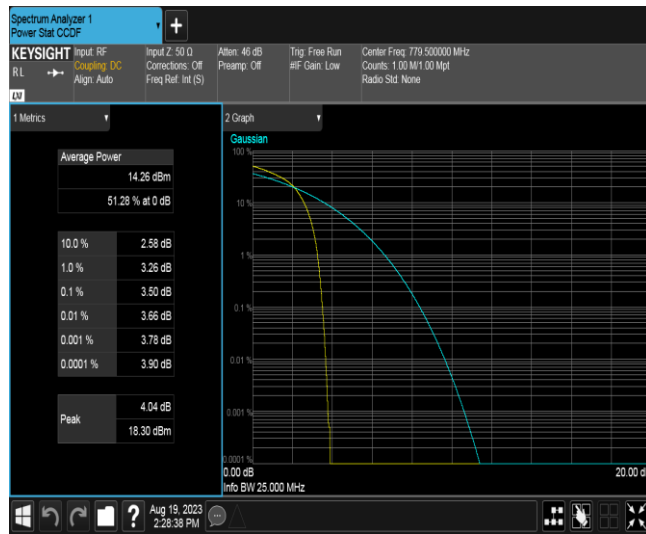 Spectrum Analyzer 1
Power Stat CCDF
KEYSIGHT
RL
LXI
Input: RF
Coupling: DC
Align: Auto
Input Z: 50 Ω
Corrections: Off
Freq Ref: Int (S)
Atten: 46 dB
Preamp: Off
Trig: Free Run
#IF Gain: Low
Center Freq: 779.500000 MHz
Counts: 1.00 M/1.00 Mpt
Radio Std: None
1 Metrics
Average Power
14.26 dBm
51.28 % at 0 dB
10.0 % 2.58 dB
1.0 % 3.26 dB
0.1 % 3.50 dB
0.01 % 3.66 dB
0.001 % 3.78 dB
0.0001 % 3.90 dB
Peak
4.04 dB
18.30 dBm
2 Graph
Gaussian
100 %
10 %
1 %
0.1 %
0.01 %
0.001 %
0.0001 %
0.00 dB
20.00 d
Info BW 25.000 MHz
?
Aug 19, 2023
2:28:38 PM